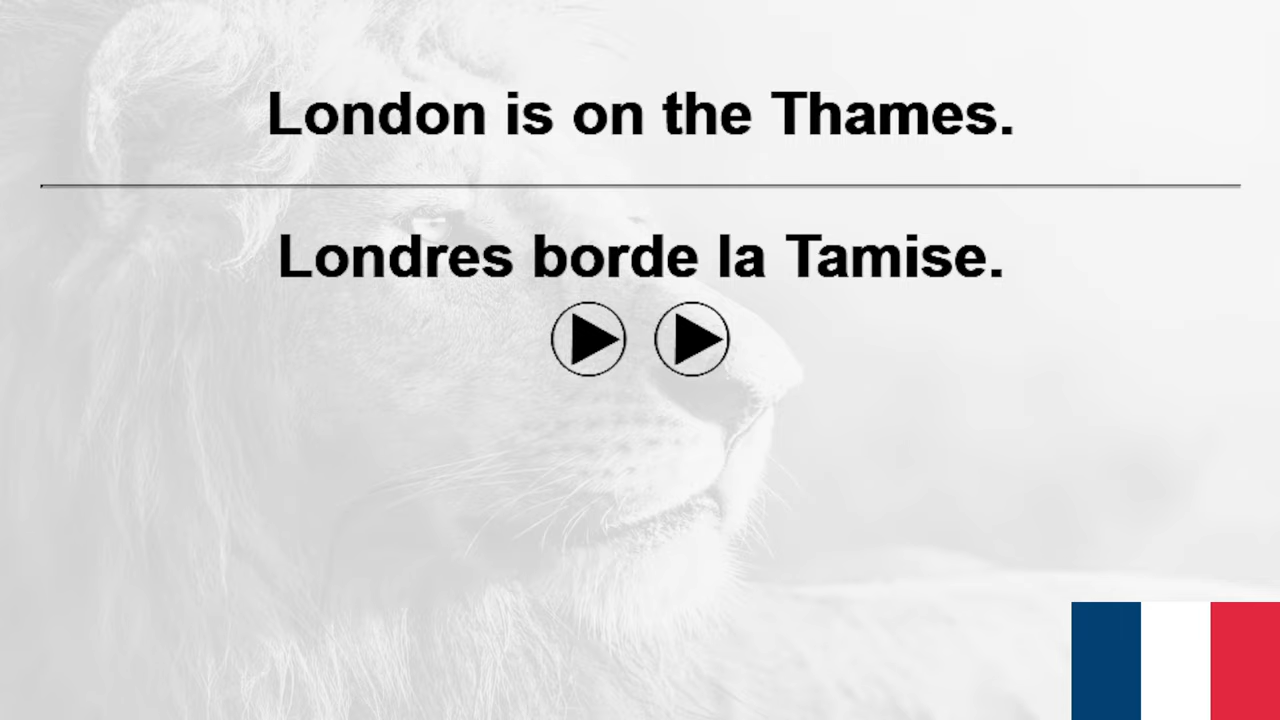 London is on the Thames.
Londres borde la Tamise.